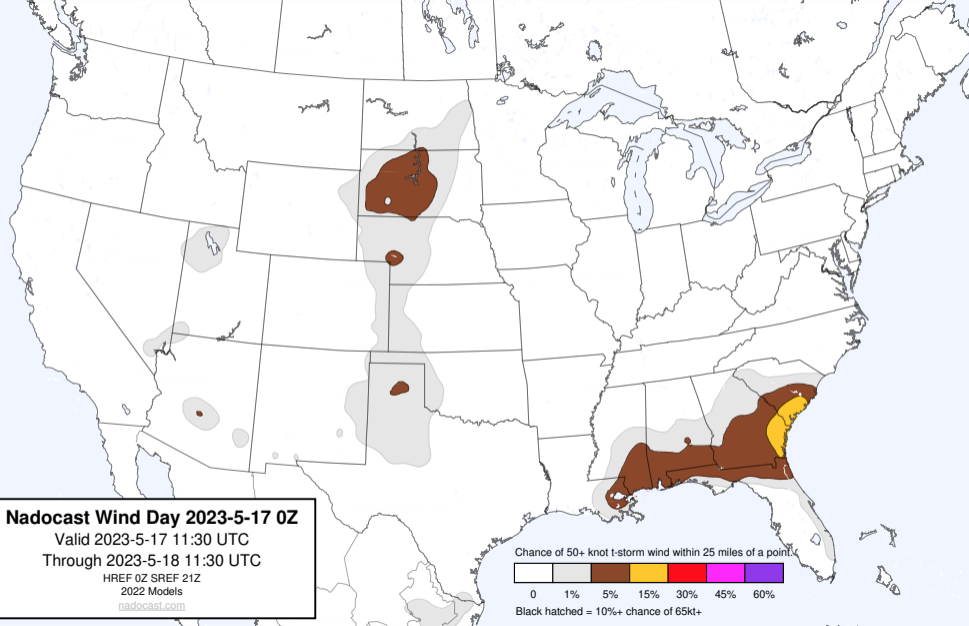 Nadocast Wind Day 2023-5-17 0Z
Valid 2023-5-17 11:30 UTC
Through 2023-5-18 11:30 UTC
HREF 0Z SREF 21Z
2022 Models
nadocast.com
Chance of 50+ knot t-storm wind within 25 miles of a point.
0 1% 5% 15% 30% 45% 60%
Black hatched = 10%+ chance of 65kt+